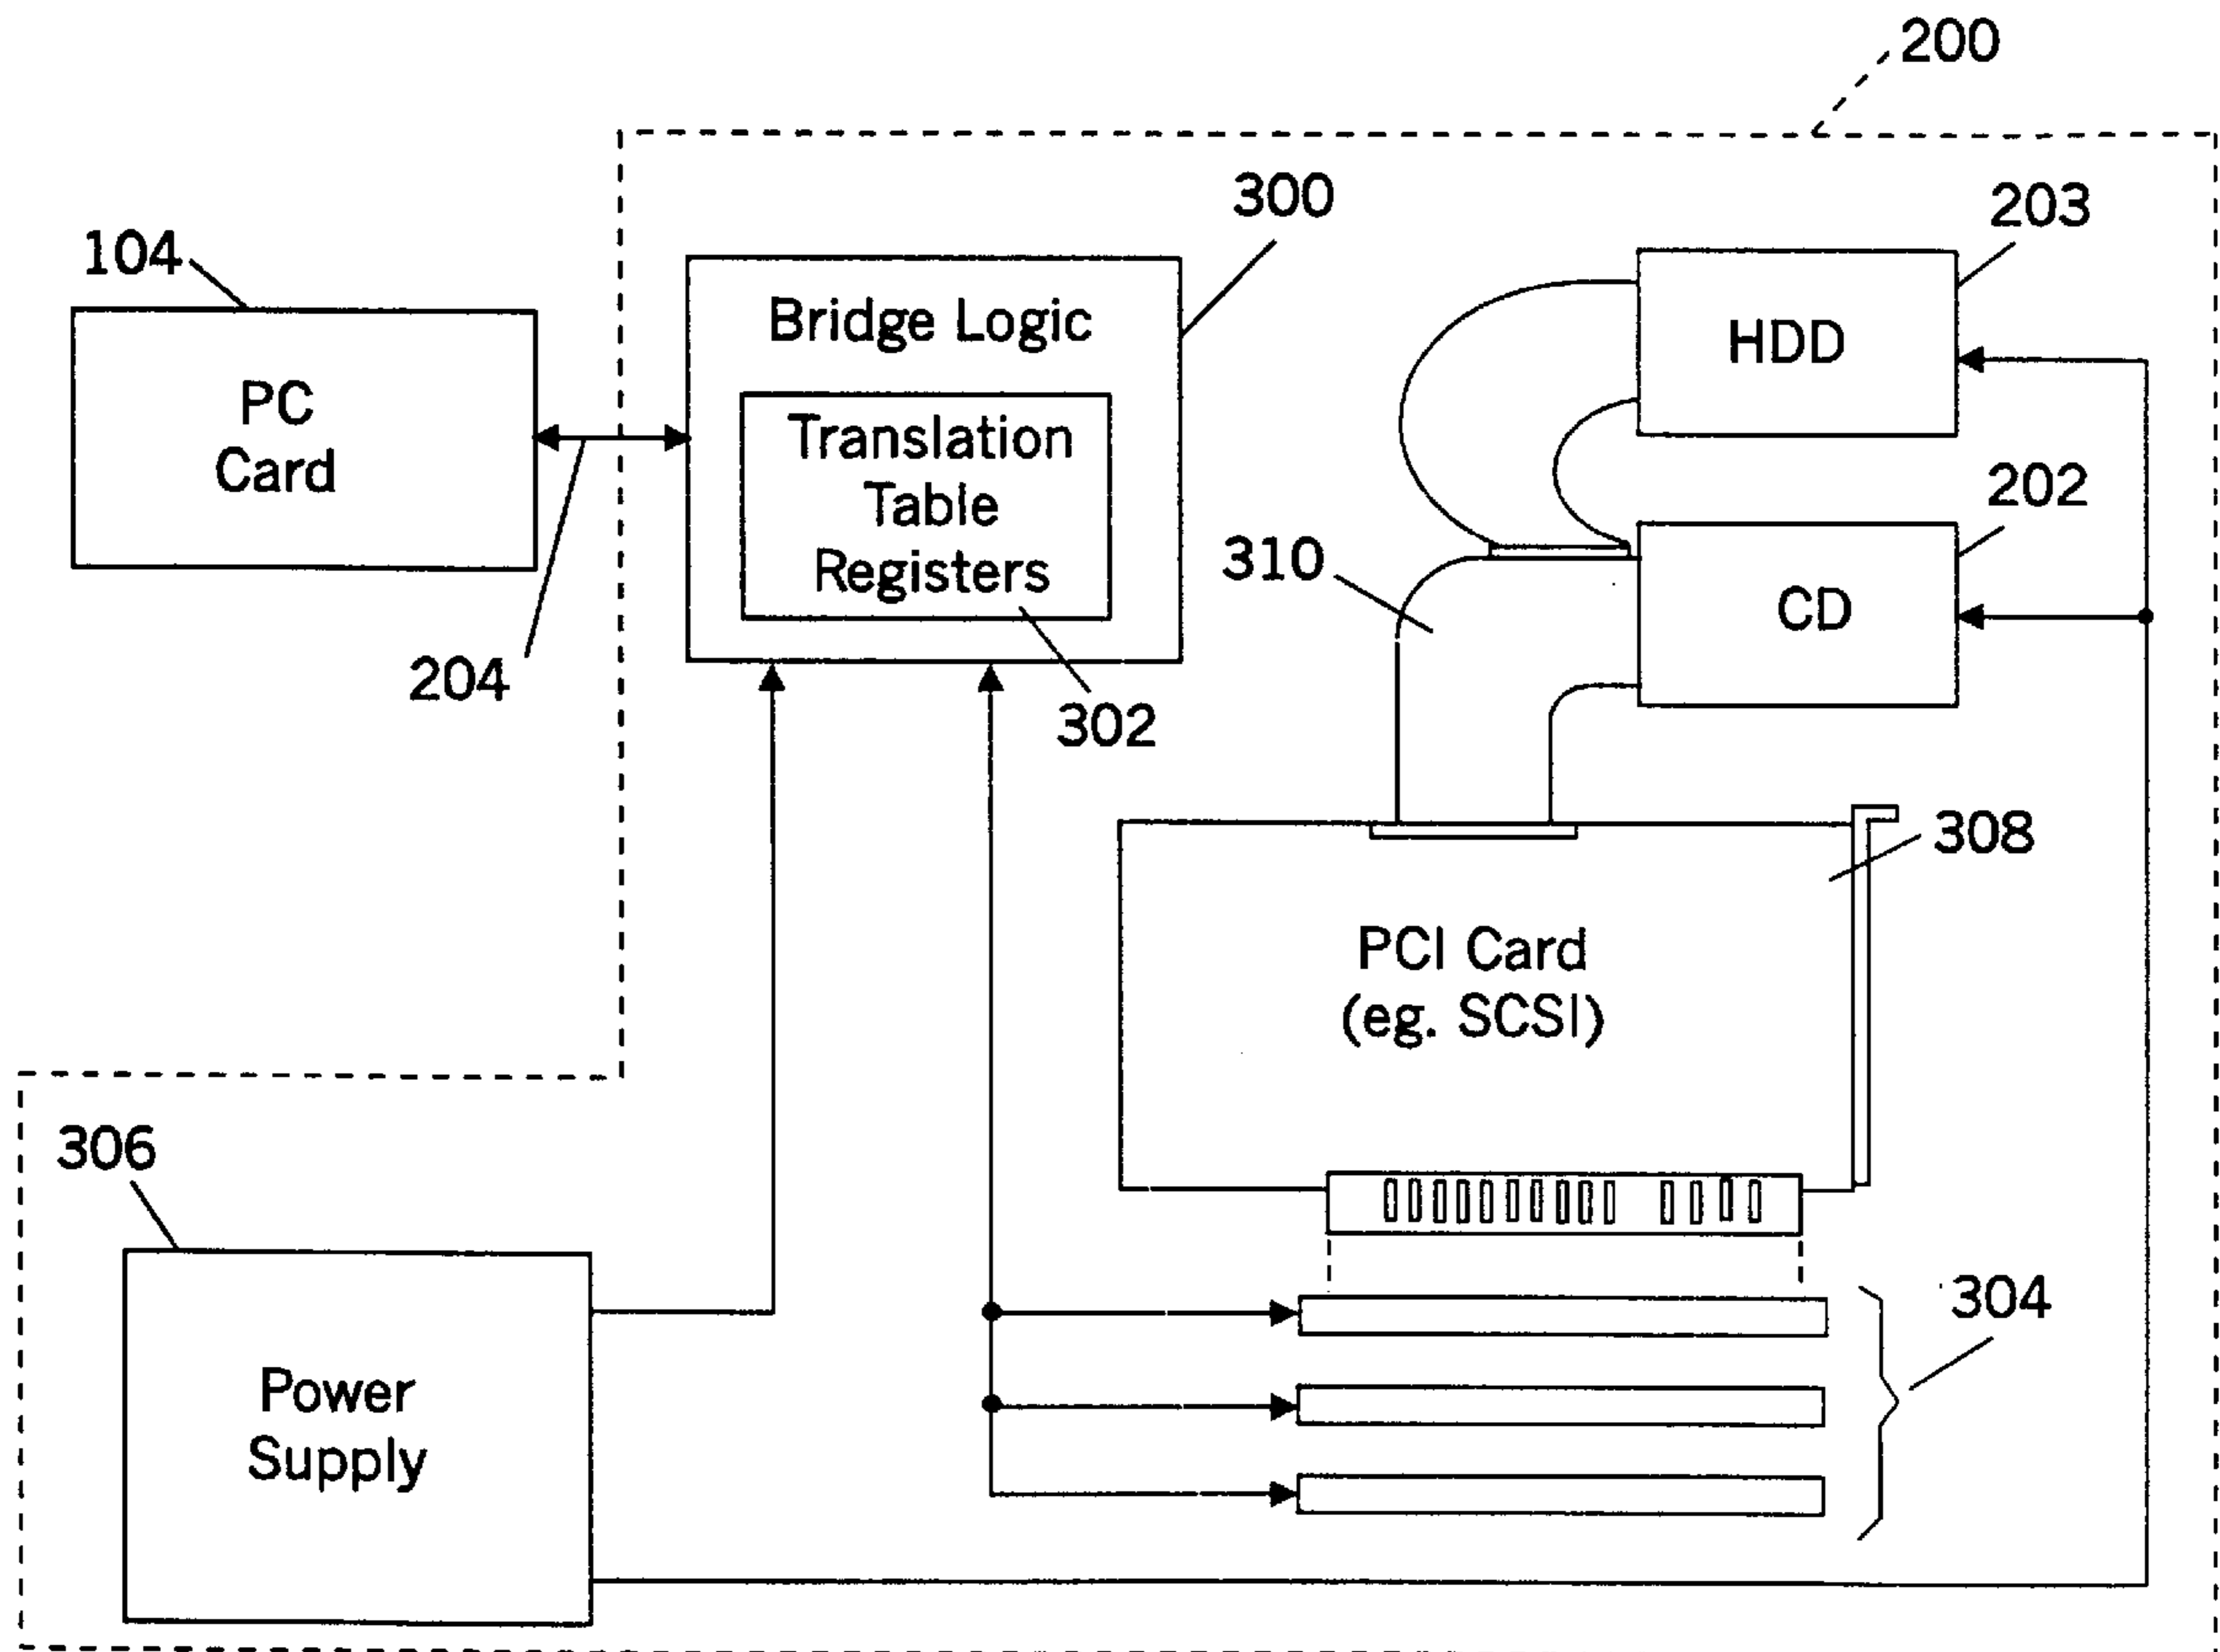 200
300
203
104
Bridge Logic
HDD
PC
Card
Translation
Table
Registers
202
310
CD
204
302
308
PCI Card
(eg. SCSI)
306
304
Power
Supply